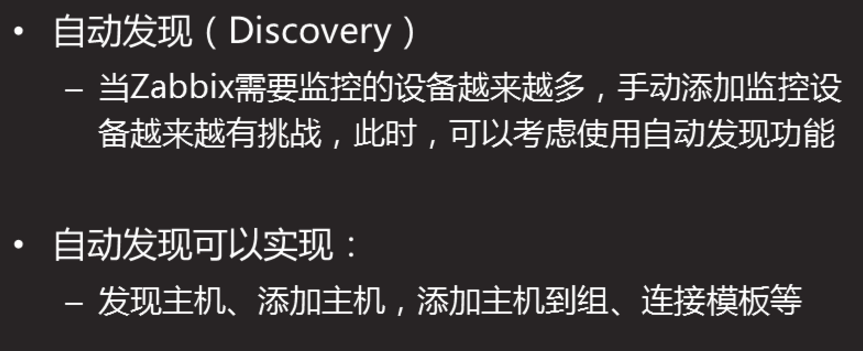 • 自动发现（Discovery）
– 当Zabbix需要监控的设备越来越多，手动添加监控设
备越来越有挑战，此时，可以考虑使用自动发现功能
• 自动发现可以实现：
– 发现主机、添加主机，添加主机到组、连接模板等